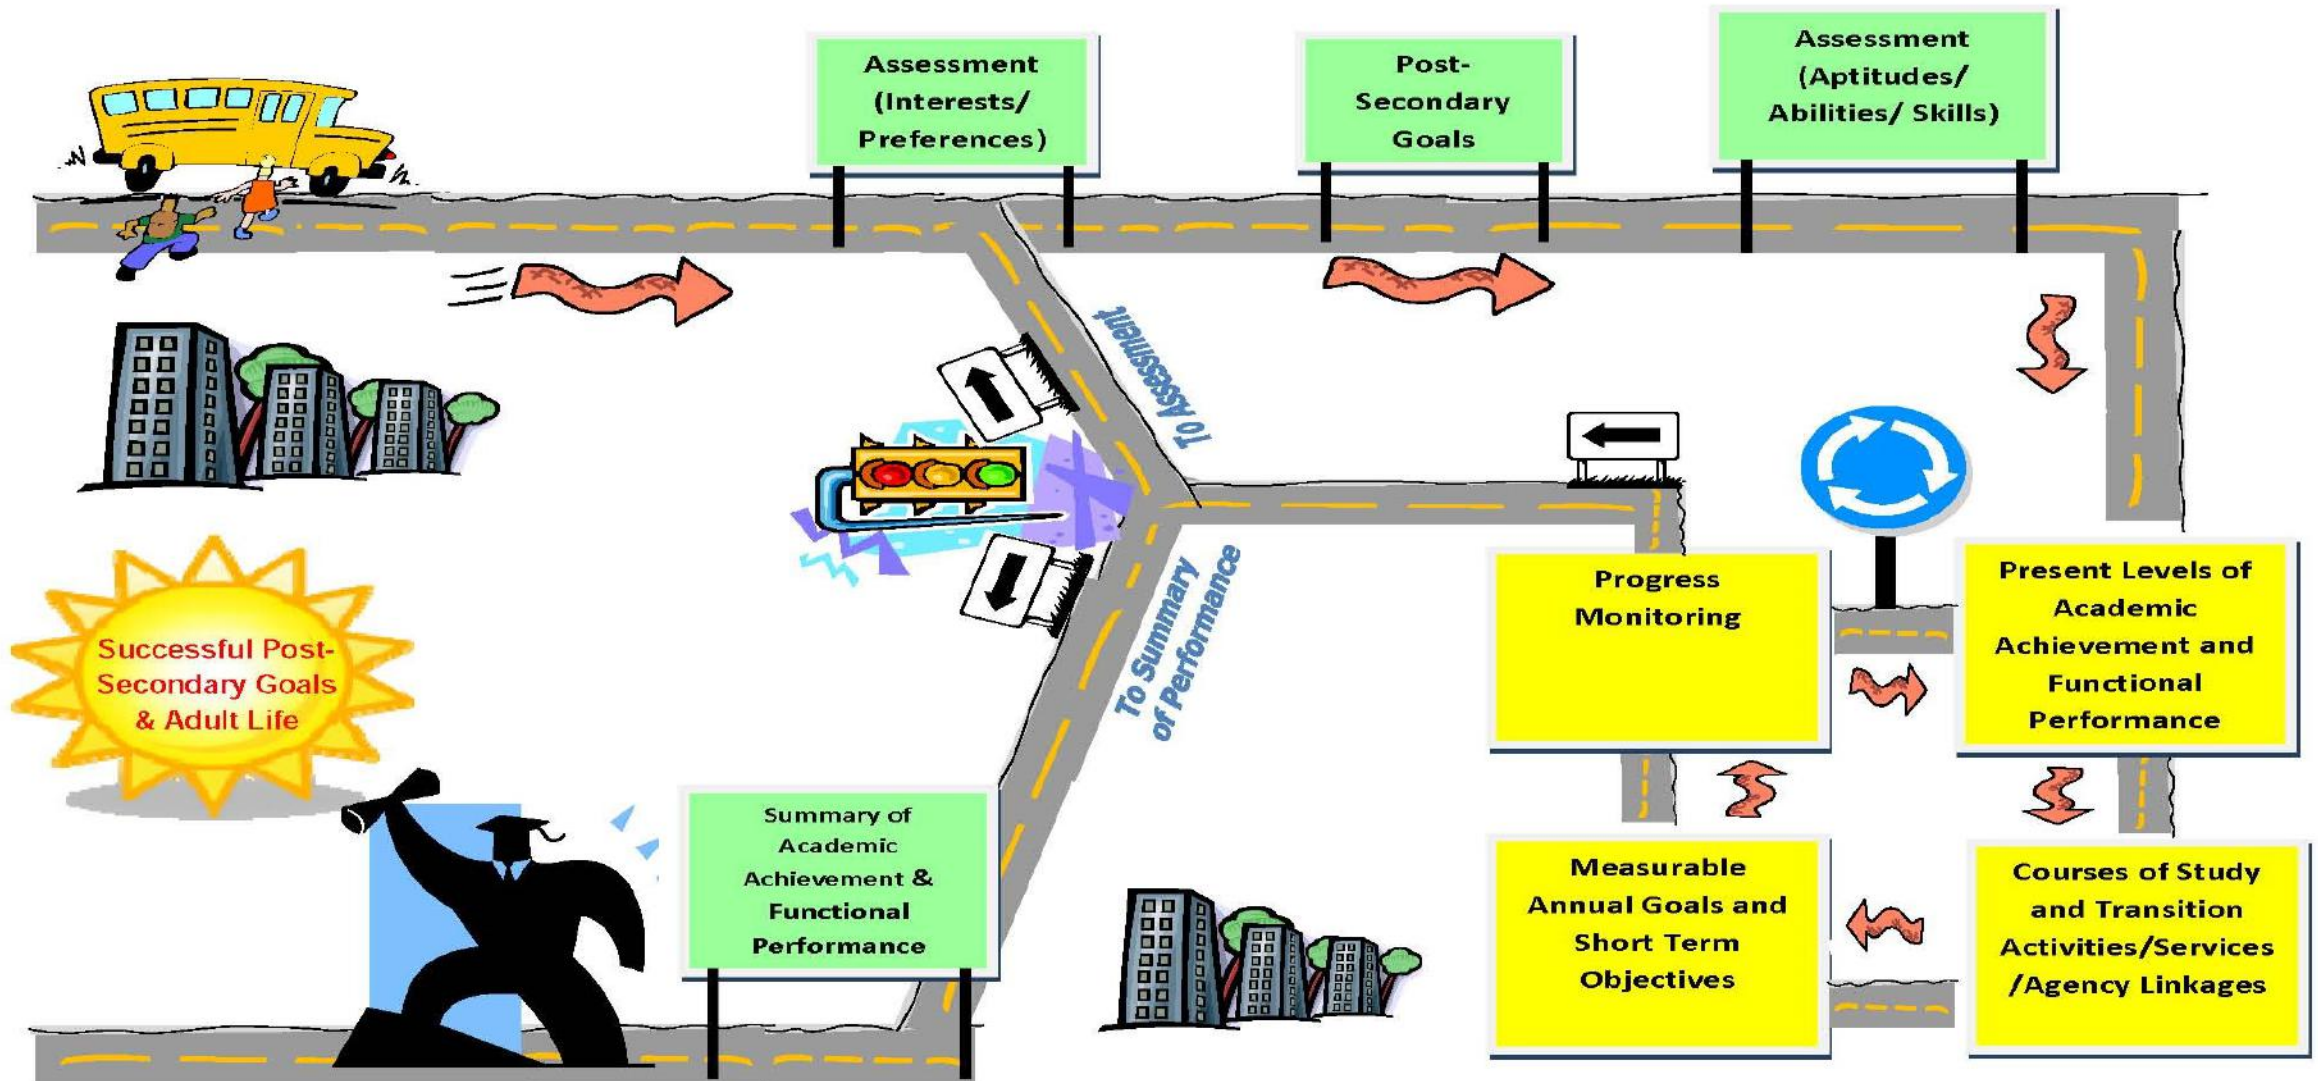 Assessment
(Interests/
Preferences)
Post-
Secondary
Goals
Assessment
(Aptitudes/
Abilities/ Skills)
To Assessment
Progress
Monitoring
Present Levels of
Academic
Achievement and
Functional
Performance
To Summary
of Performance
Successful Post-
Secondary Goals
& Adult Life
Summary of
Academic
Achievement &
Functional
Performance
Measurable
Annual Goals and
Short Term
Objectives
Courses of Study
and Transition
Activities/Services
/Agency Linkages